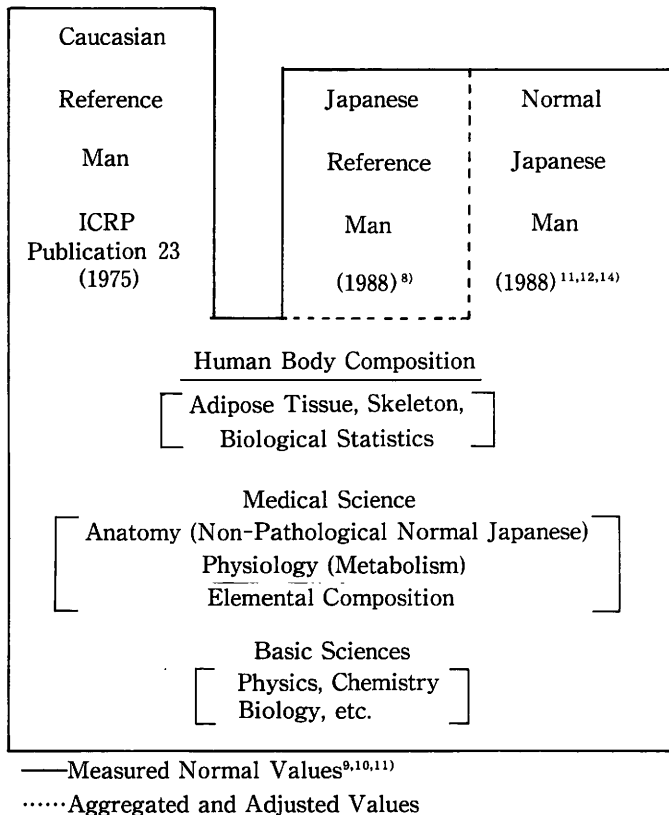 Caucasian
Reference
Man
ICRP
Publication 23
(1975)
Japanese
Reference
Man
(1988)8)
Normal
Japanese
Man
(1988)11,12,14)
Human Body Composition
Adipose Tissue, Skeleton,
Biological Statistics
Medical Science
Anatomy (Non-Pathological Normal Japanese)
Physiology (Metabolism)
Elemental Composition
Basic Sciences
Physics, Chemistry
Biology, etc.
——Measured Normal Values9,10,11)
······Aggregated and Adjusted Values